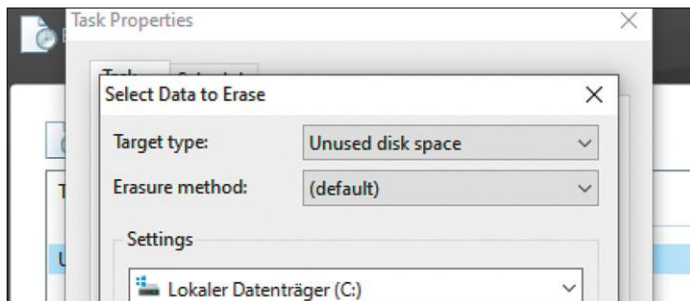 Task Properties
Select Data to Erase
Target type:
Unused disk space
Erasure method:
(default)
Settings
Lokaler Datenträger (C:)